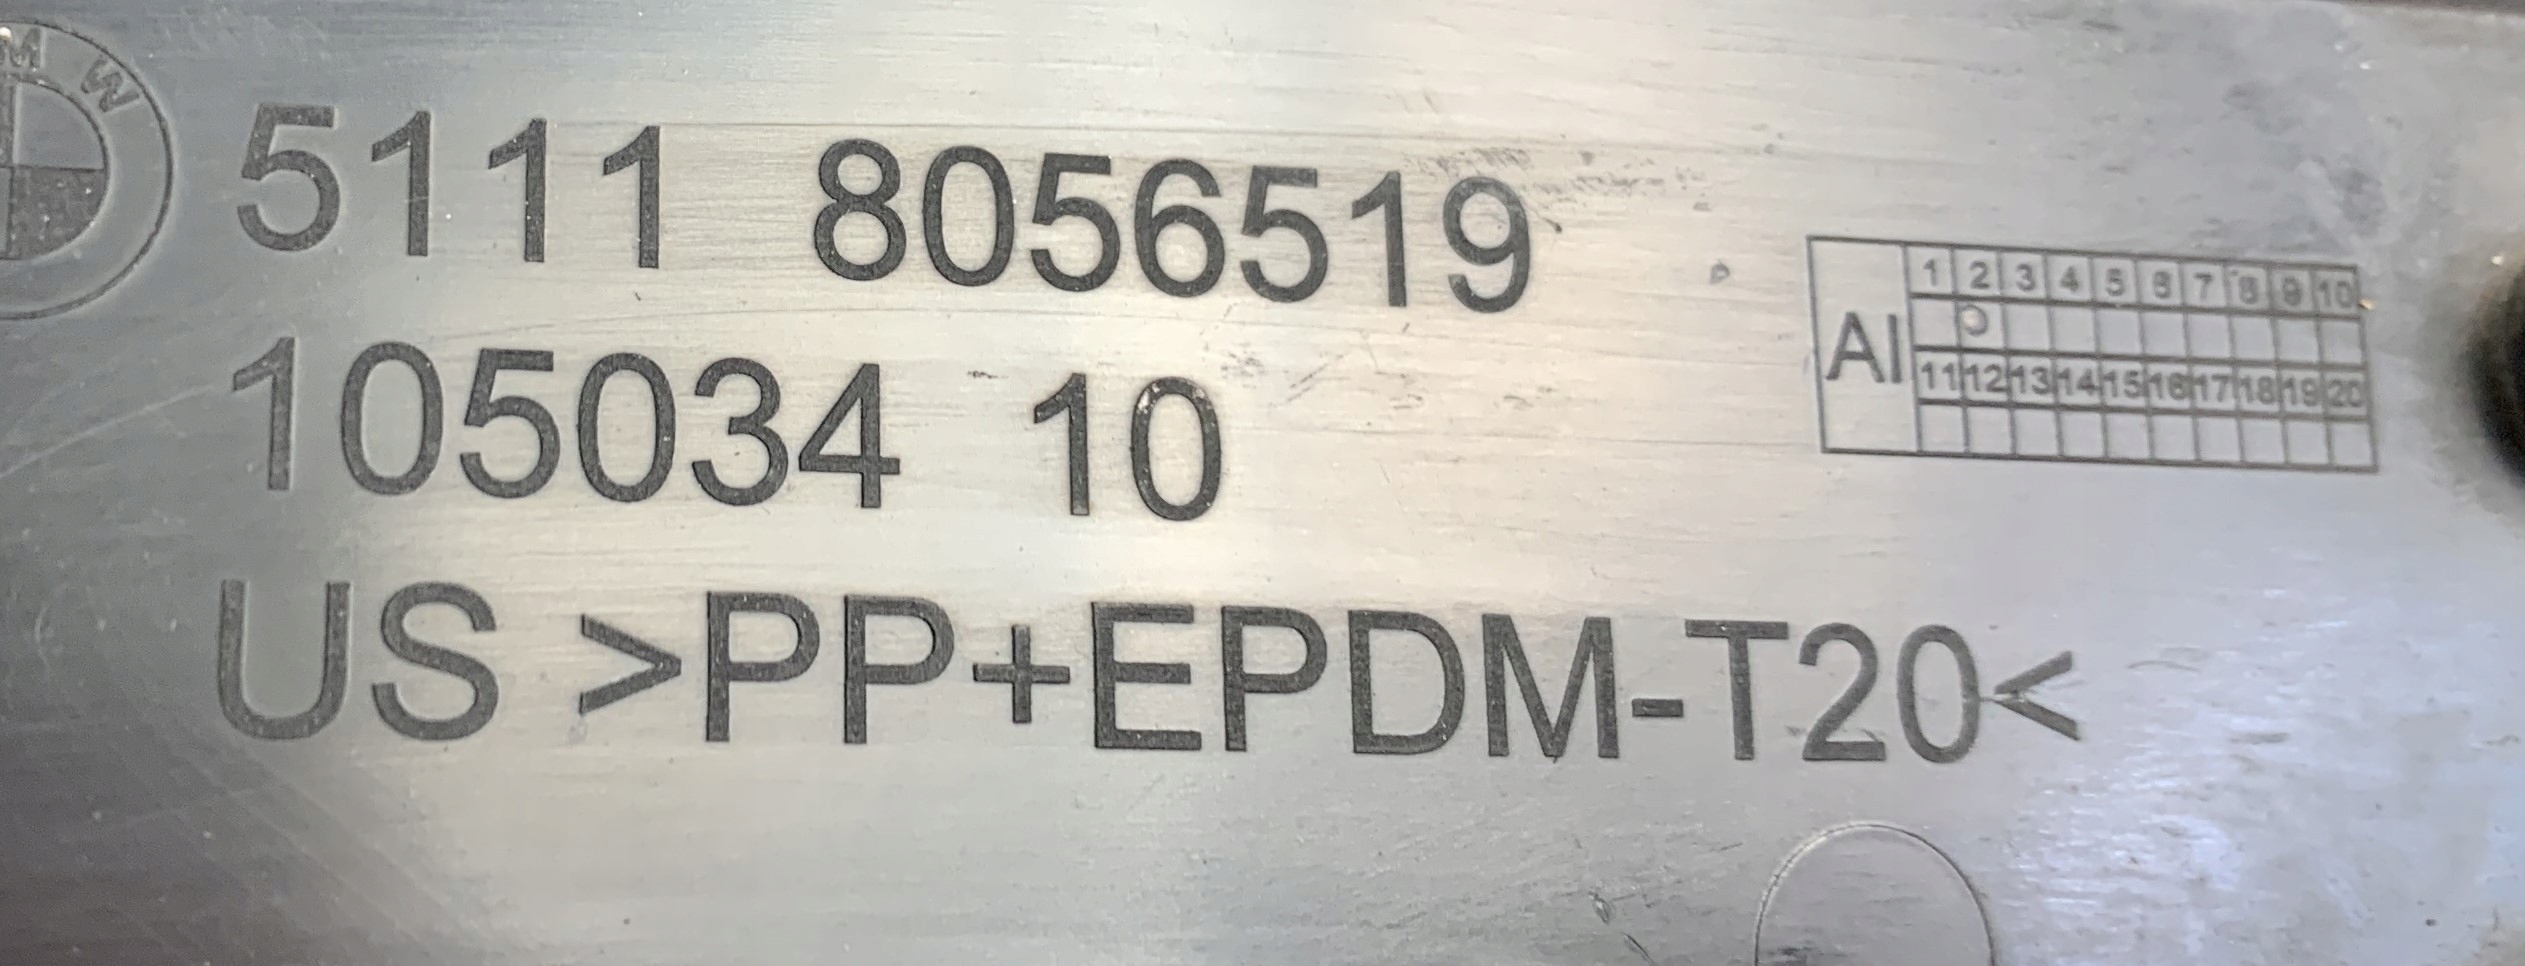 M W
5111 8056519
105034 10
US >PP+EPDM-T20<
AI
1 2 3 4 5 6 7 8 9 10
11 12 13 14 15 16 17 18 19 20